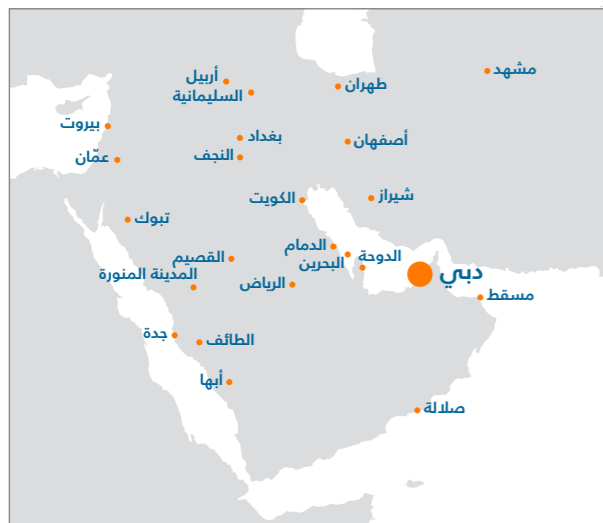 مشهد
طهران
أربيل
السليمانية
بيروت
بغداد
أصفهان
عمّان
النجف
شيراز
الكويت
تبوك
الدمام
البحرين
الدوحة
القصيم
المدينة المنورة
الرياض
دبي
مسقط
جدة
الطائف
أبها
صلالة